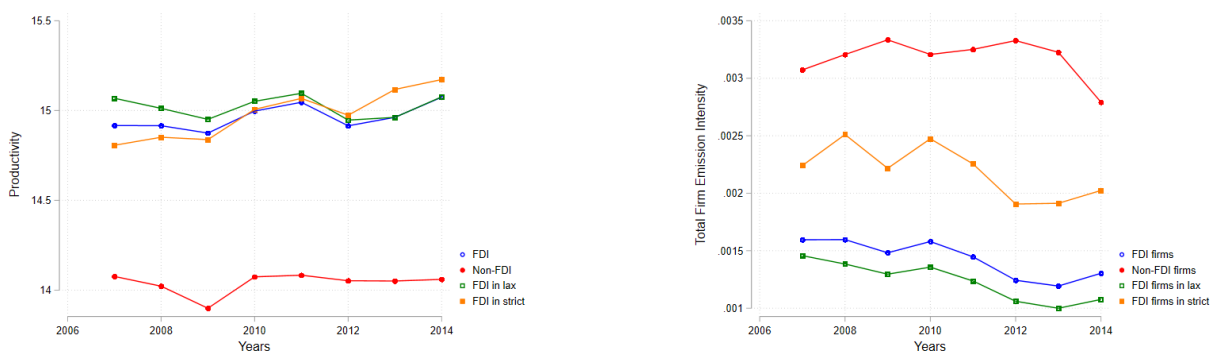 15.5
15
14.5
14
Productivity
2006
2008
2010
2012
2014
Years
FDI
Non-FDI
FDI in lax
FDI in strict
.0035
.003
.0025
.002
.0015
.001
Total Firm Emission Intensity
2006
2008
2010
2012
2014
Years
FDI firms
Non-FDI firms
FDI firms in lax
FDI firms in strict